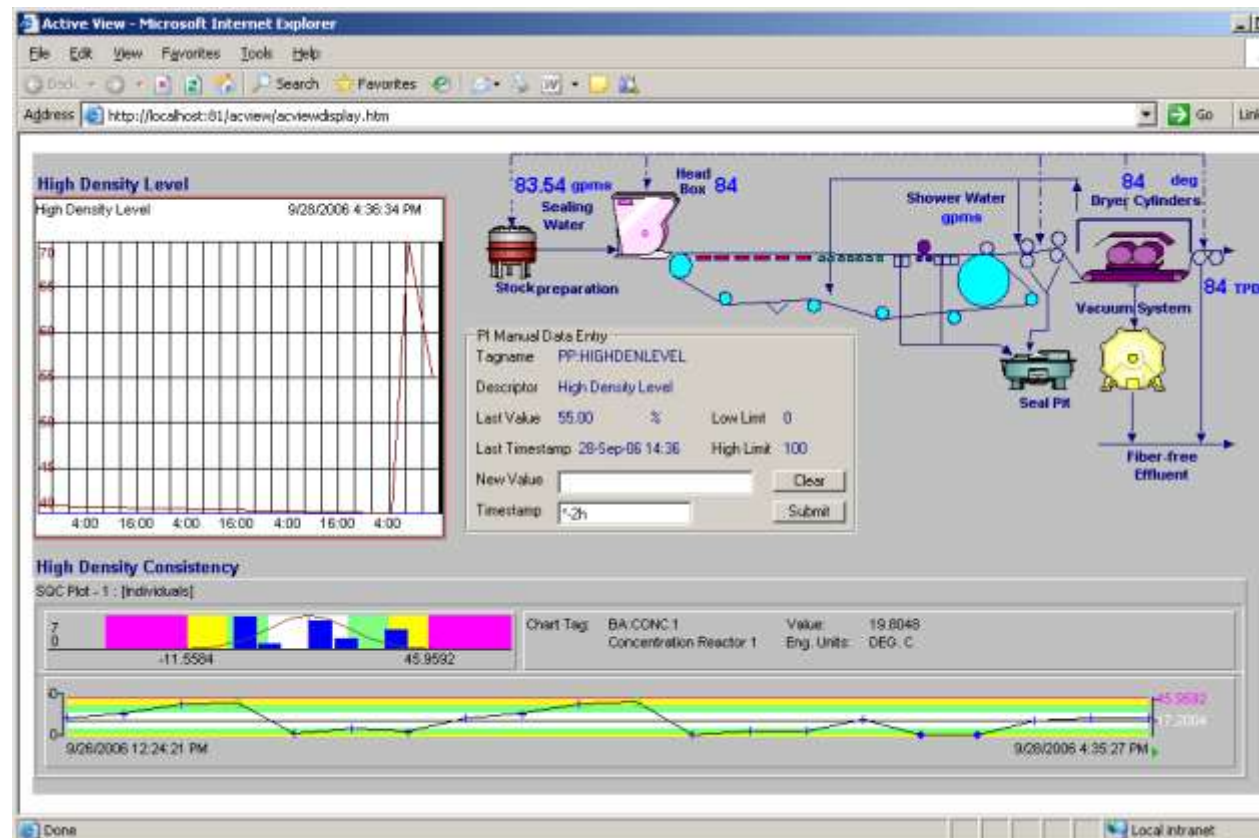 Active View - Microsoft Internet Explorer
File Edit View Favorites Tools Help
Back Search Favorites
Address http://localhost:81/acview/acviewdisplay.htm Go
High Density Level
High Density Level 9/28/2006 4:36:34 PM
70
65
60
55
50
45
40
4:00 16:00 4:00 16:00 4:00 16:00 4:00
83.54 gpms
Sealing
Water
Head
Box 84
Shower Water
gpms
84 deg
Dryer Cylinders
84 TPD
Stock preparation
Vacuum System
Seal Pit
Fiber-free
Effluent
PI Manual Data Entry
Tagname PP:HIGHDENLEVEL
Descriptor High Density Level
Last Value 55.00 % Low Limit 0
Last Timestamp 28-Sep-06 14:36 High Limit 100
New Value Clear
Timestamp *-2h Submit
High Density Consistency
SQC Plot - 1 : [Individuals]
7
0
-11.5584 45.9592
Chart Tag: BA:CONC.1 Value: 19.8048
Concentration Reactor 1 Eng. Units: DEG. C
45.9592
17.2004
0
9/26/2006 12:24:21 PM 9/28/2006 4:35:27 PM
Done Local intranet